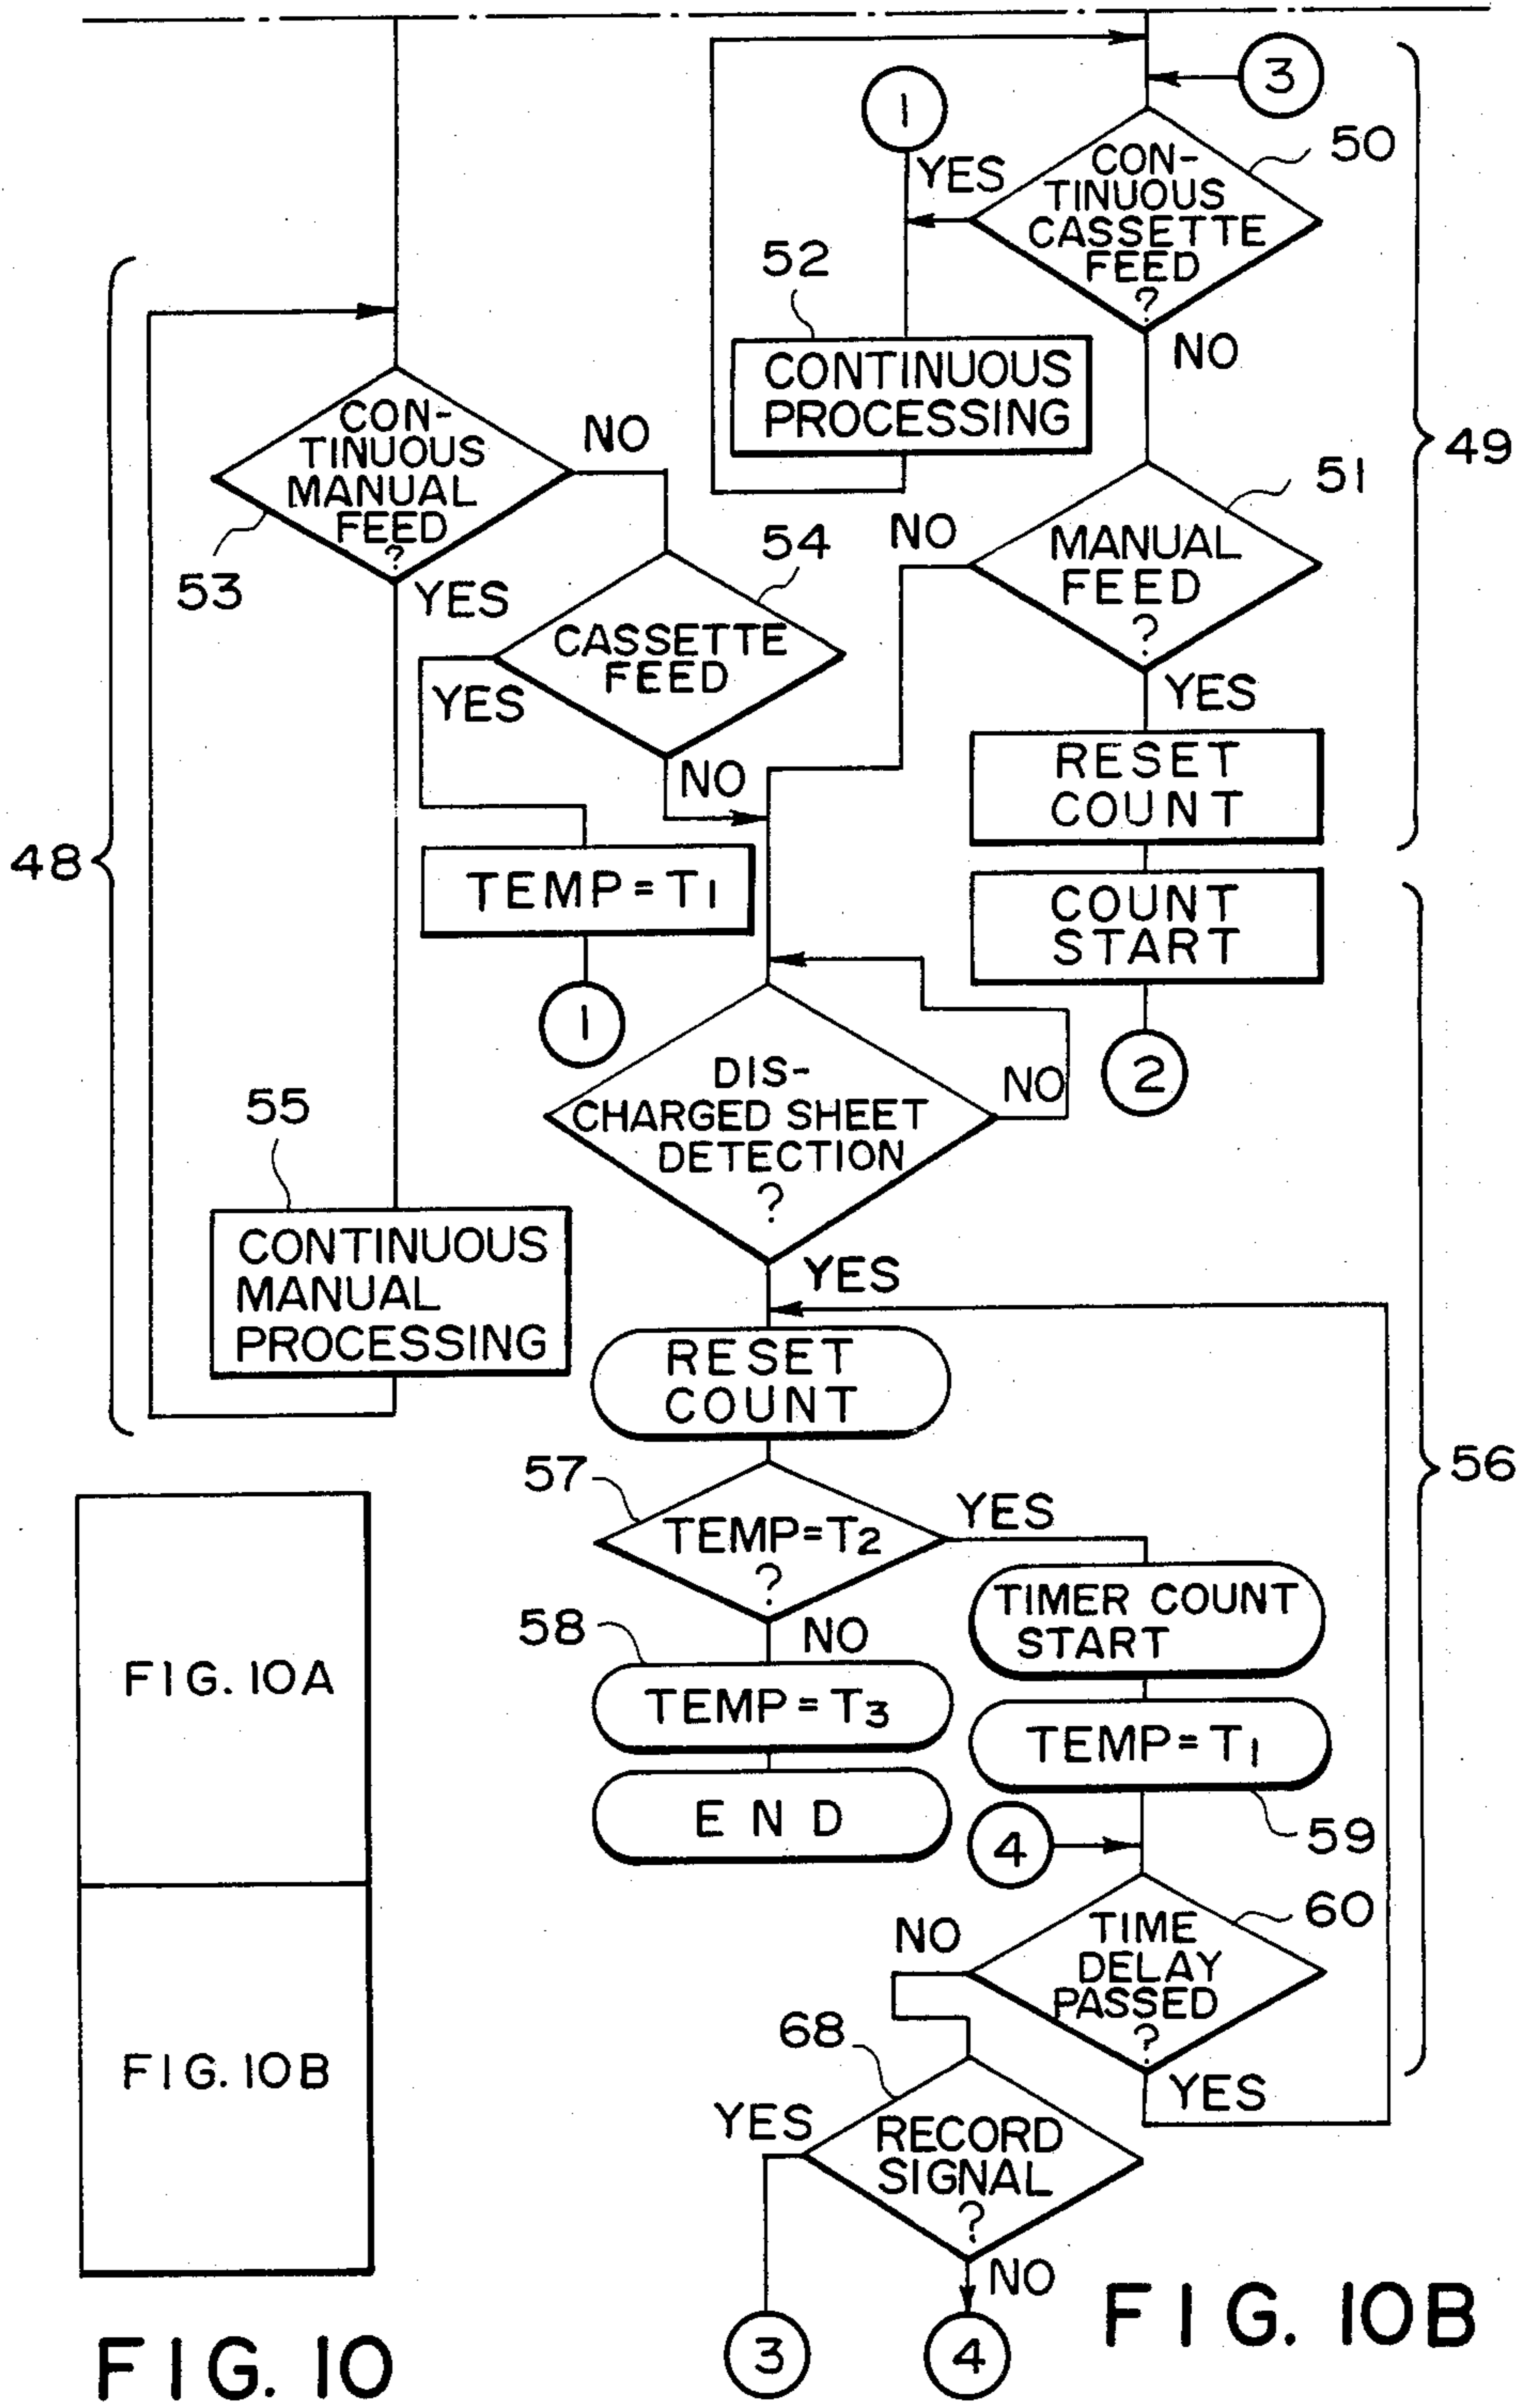 3
1
50
YES
CON-
TINUOUS
CASSETTE
FEED
?
52
NO
CONTINUOUS
PROCESSING
49
CON-
TINUOUS
MANUAL
FEED
?
NO
53
YES
51
NO
MANUAL
FEED
?
YES
54
CASSETTE
FEED
YES
NO
RESET
COUNT
48
TEMP=T1
COUNT
START
1
2
DIS-
CHARGED SHEET
DETECTION
?
NO
YES
55
CONTINUOUS
MANUAL
PROCESSING
RESET
COUNT
56
57
TEMP=T2
?
YES
NO
TIMER COUNT
START
58
TEMP=T3
TEMP=T1
59
END
4
60
TIME
DELAY
PASSED
?
NO
YES
68
RECORD
SIGNAL
?
YES
NO
3
4
FIG. 10A
FIG. 10B
FIG. 10
FIG. 10B